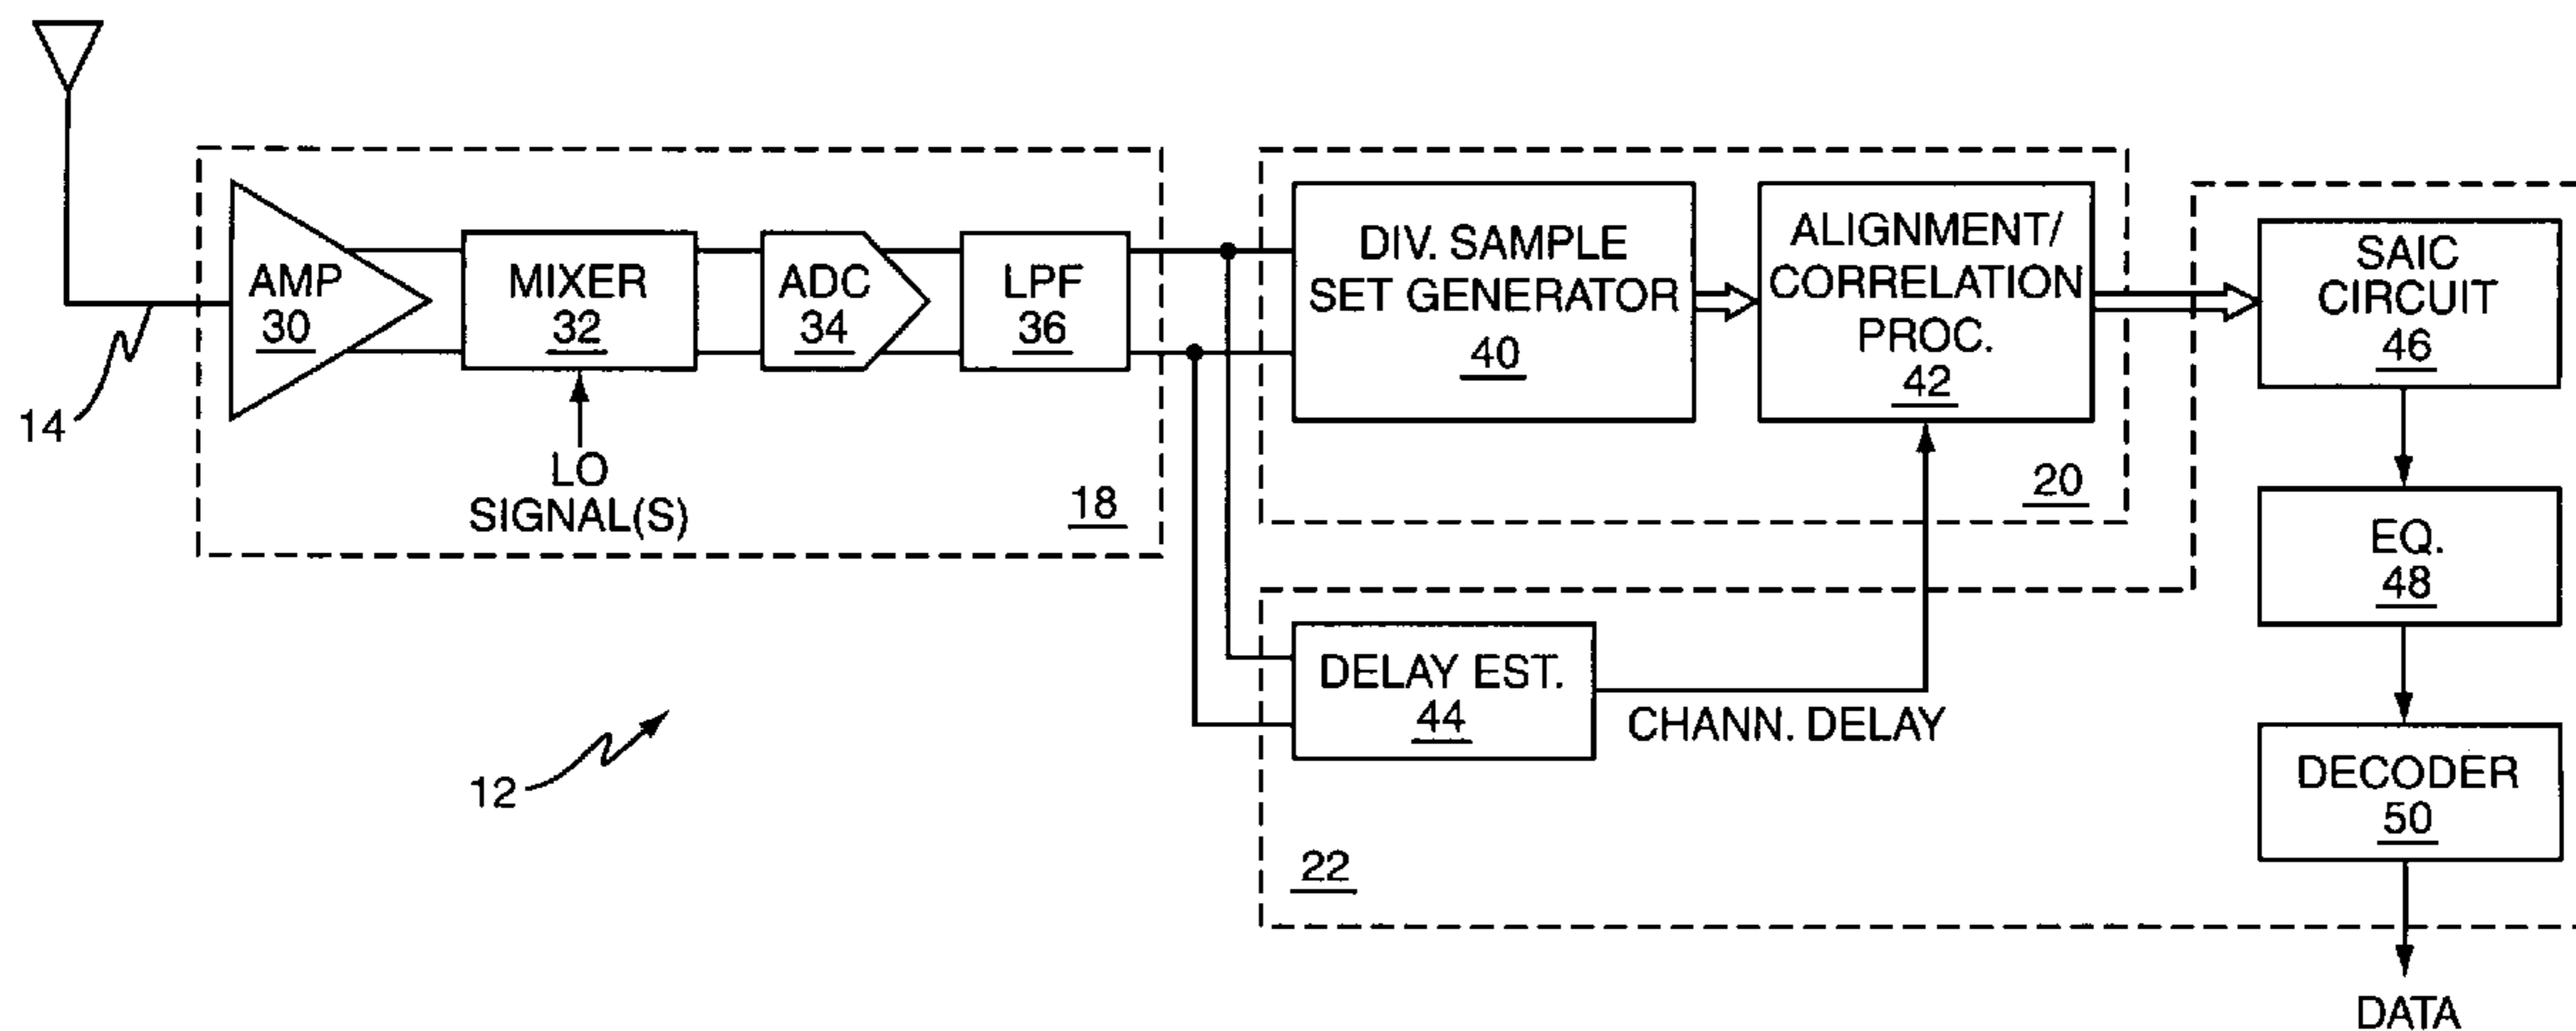 14
AMP
30
MIXER
32
LO
SIGNAL(S)
ADC
34
LPF
36
18
DIV. SAMPLE
SET GENERATOR
40
ALIGNMENT/
CORRELATION
PROC.
42
20
SAIC
CIRCUIT
46
EQ.
48
DECODER
50
DATA
DELAY EST.
44
CHANN. DELAY
22
12